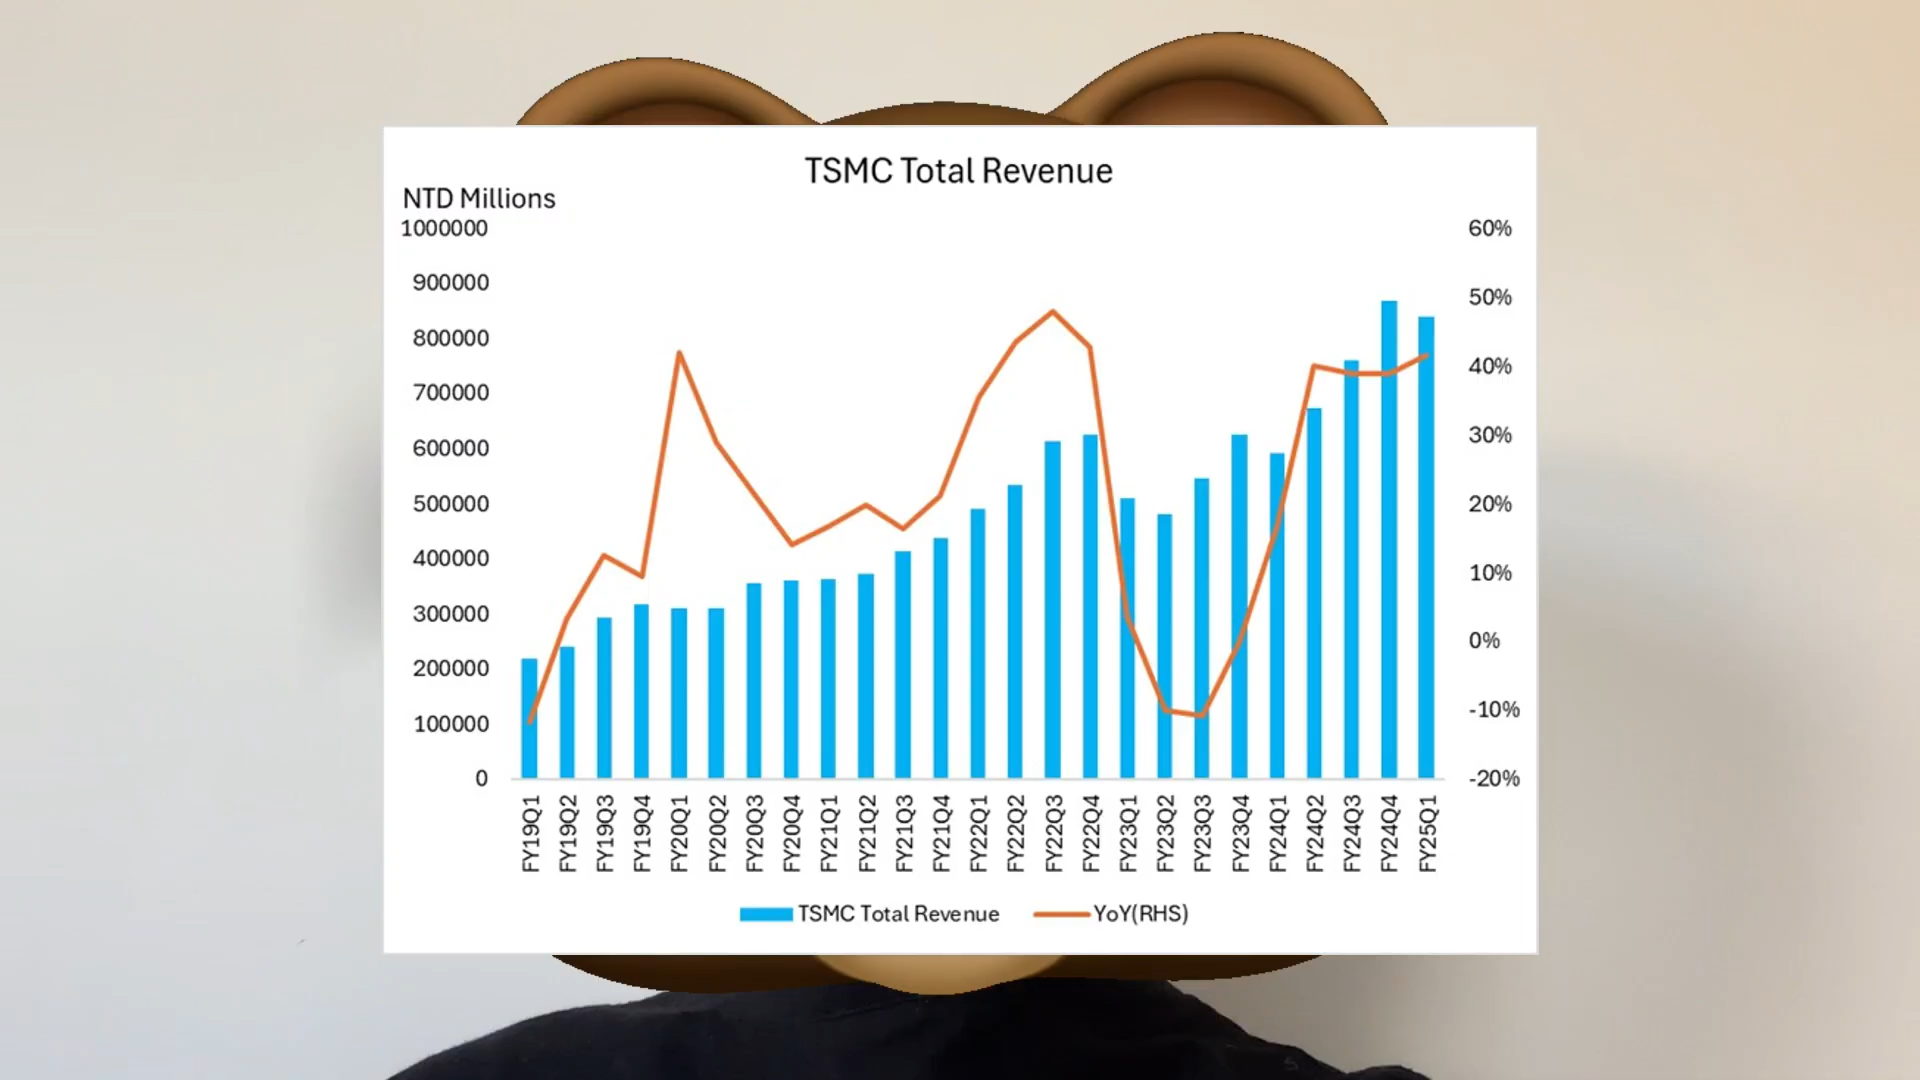 TSMC Total Revenue
NTD Millions
1000000
900000
800000
700000
600000
500000
400000
300000
200000
100000
0
60%
50%
40%
30%
20%
10%
0%
-10%
-20%
FY19Q1
FY19Q2
FY19Q3
FY19Q4
FY20Q1
FY20Q2
FY20Q3
FY20Q4
FY21Q1
FY21Q2
FY21Q3
FY21Q4
FY22Q1
FY22Q2
FY22Q3
FY22Q4
FY23Q1
FY23Q2
FY23Q3
FY23Q4
FY24Q1
FY24Q2
FY24Q3
FY24Q4
FY25Q1
TSMC Total Revenue
YoY(RHS)